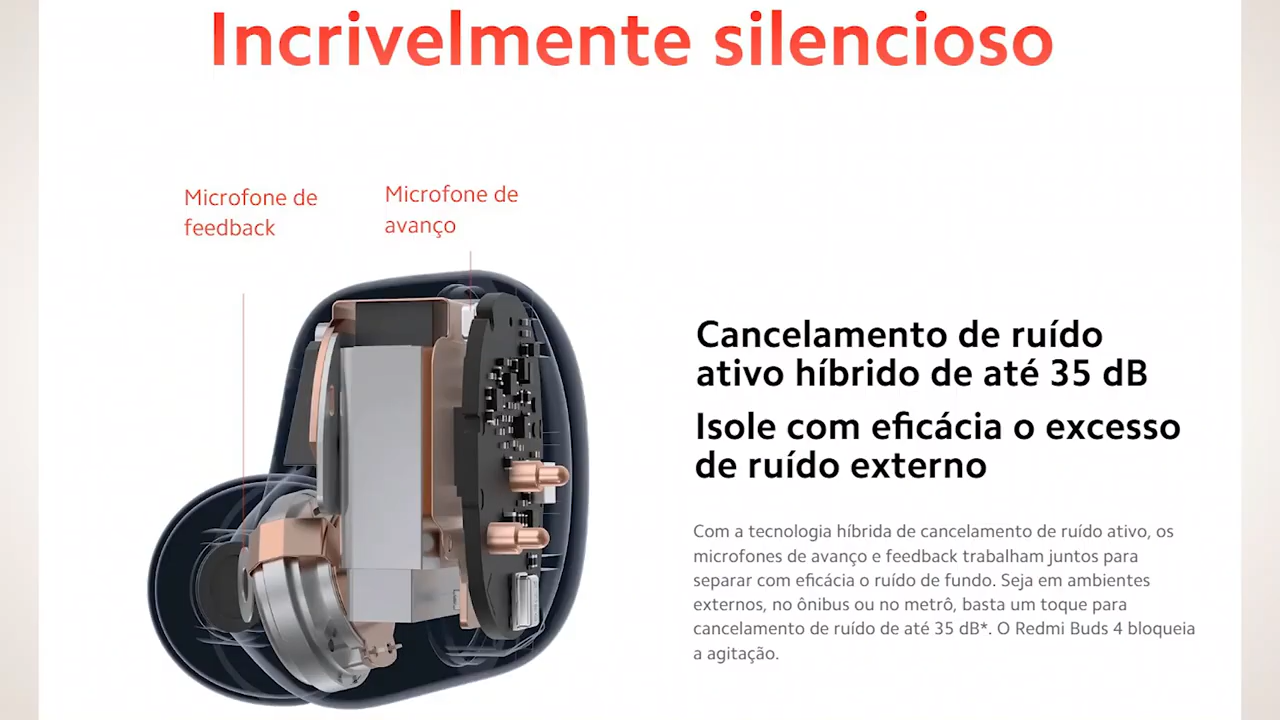 Incrivelmente silencioso
Microfone de
feedback
Microfone de
avanço
Cancelamento de ruído
ativo híbrido de até 35 dB
Isole com eficácia o excesso
de ruído externo
Com a tecnologia híbrida de cancelamento de ruído ativo, os
microfones de avanço e feedback trabalham juntos para
separar com eficácia o ruído de fundo. Seja em ambientes
externos, no ônibus ou no metrô, basta um toque para
cancelamento de ruído de até 35 dB*. O Redmi Buds 4 bloqueia
a agitação.